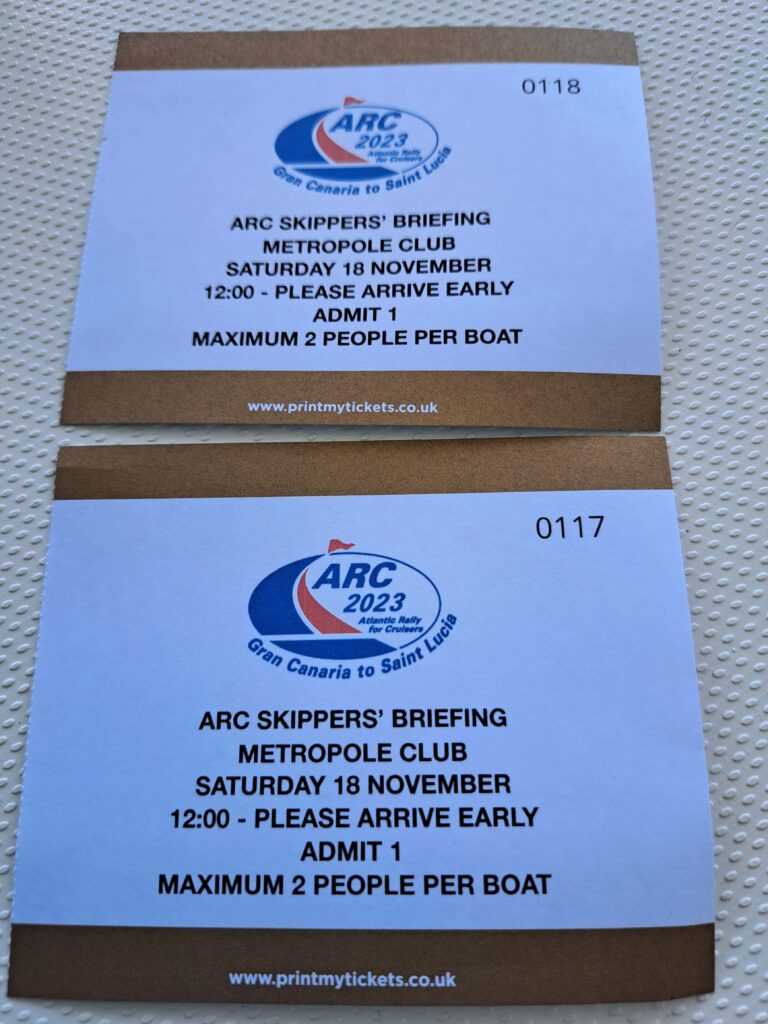 0118
ARC
2023
Atlantic Rally
for Cruisers
Gran Canaria to Saint Lucia
ARC SKIPPERS' BRIEFING
METROPOLE CLUB
SATURDAY 18 NOVEMBER
12:00 - PLEASE ARRIVE EARLY
ADMIT 1
MAXIMUM 2 PEOPLE PER BOAT
www.printmytickets.co.uk
0117
ARC
2023
Atlantic Rally
for Cruisers
Gran Canaria to Saint Lucia
ARC SKIPPERS' BRIEFING
METROPOLE CLUB
SATURDAY 18 NOVEMBER
12:00 - PLEASE ARRIVE EARLY
ADMIT 1
MAXIMUM 2 PEOPLE PER BOAT
www.printmytickets.co.uk